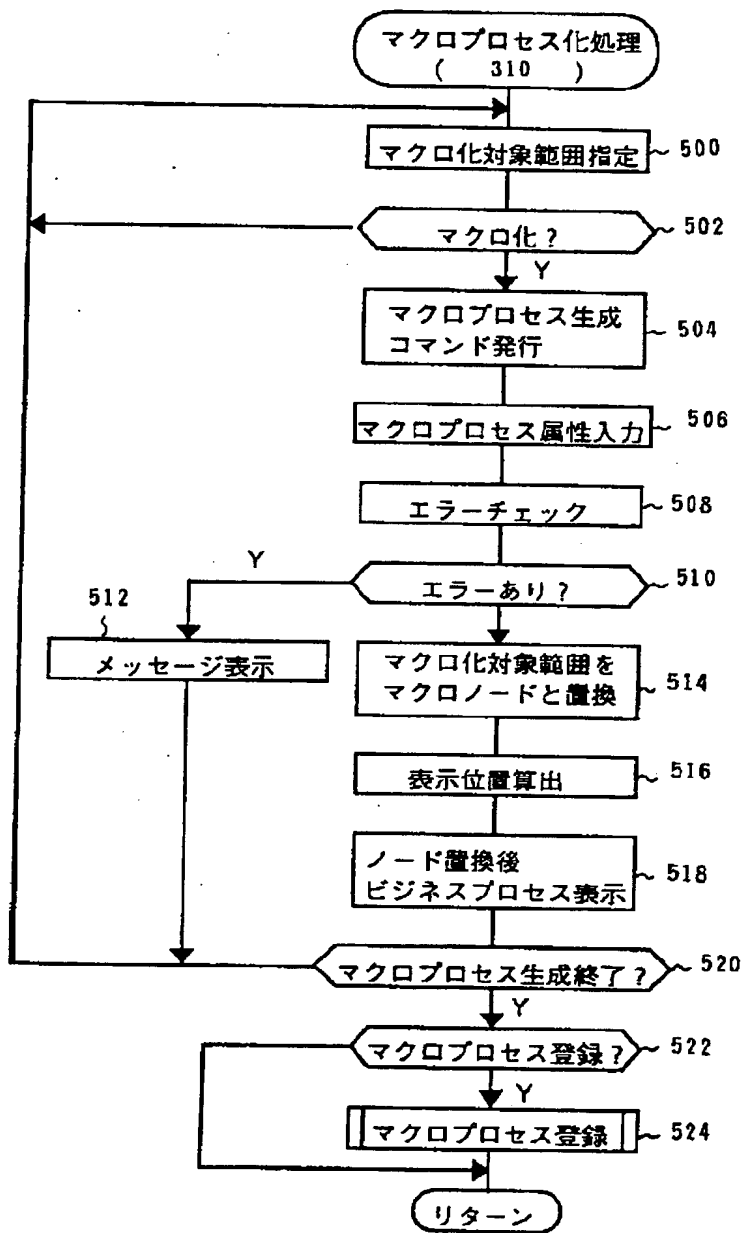 マクロプロセス化処理
( 310 )
マクロ化対象範囲指定
500
マクロ化?
502
Y
マクロプロセス生成
コマンド発行
504
マクロプロセス属性入力
506
エラーチェック
508
エラーあり?
510
Y
512
メッセージ表示
マクロ化対象範囲を
マクロノードと置換
514
表示位置算出
516
ノード置換後
ビジネスプロセス表示
518
マクロプロセス生成終了?
520
Y
マクロプロセス登録?
522
Y
マクロプロセス登録
524
リターン